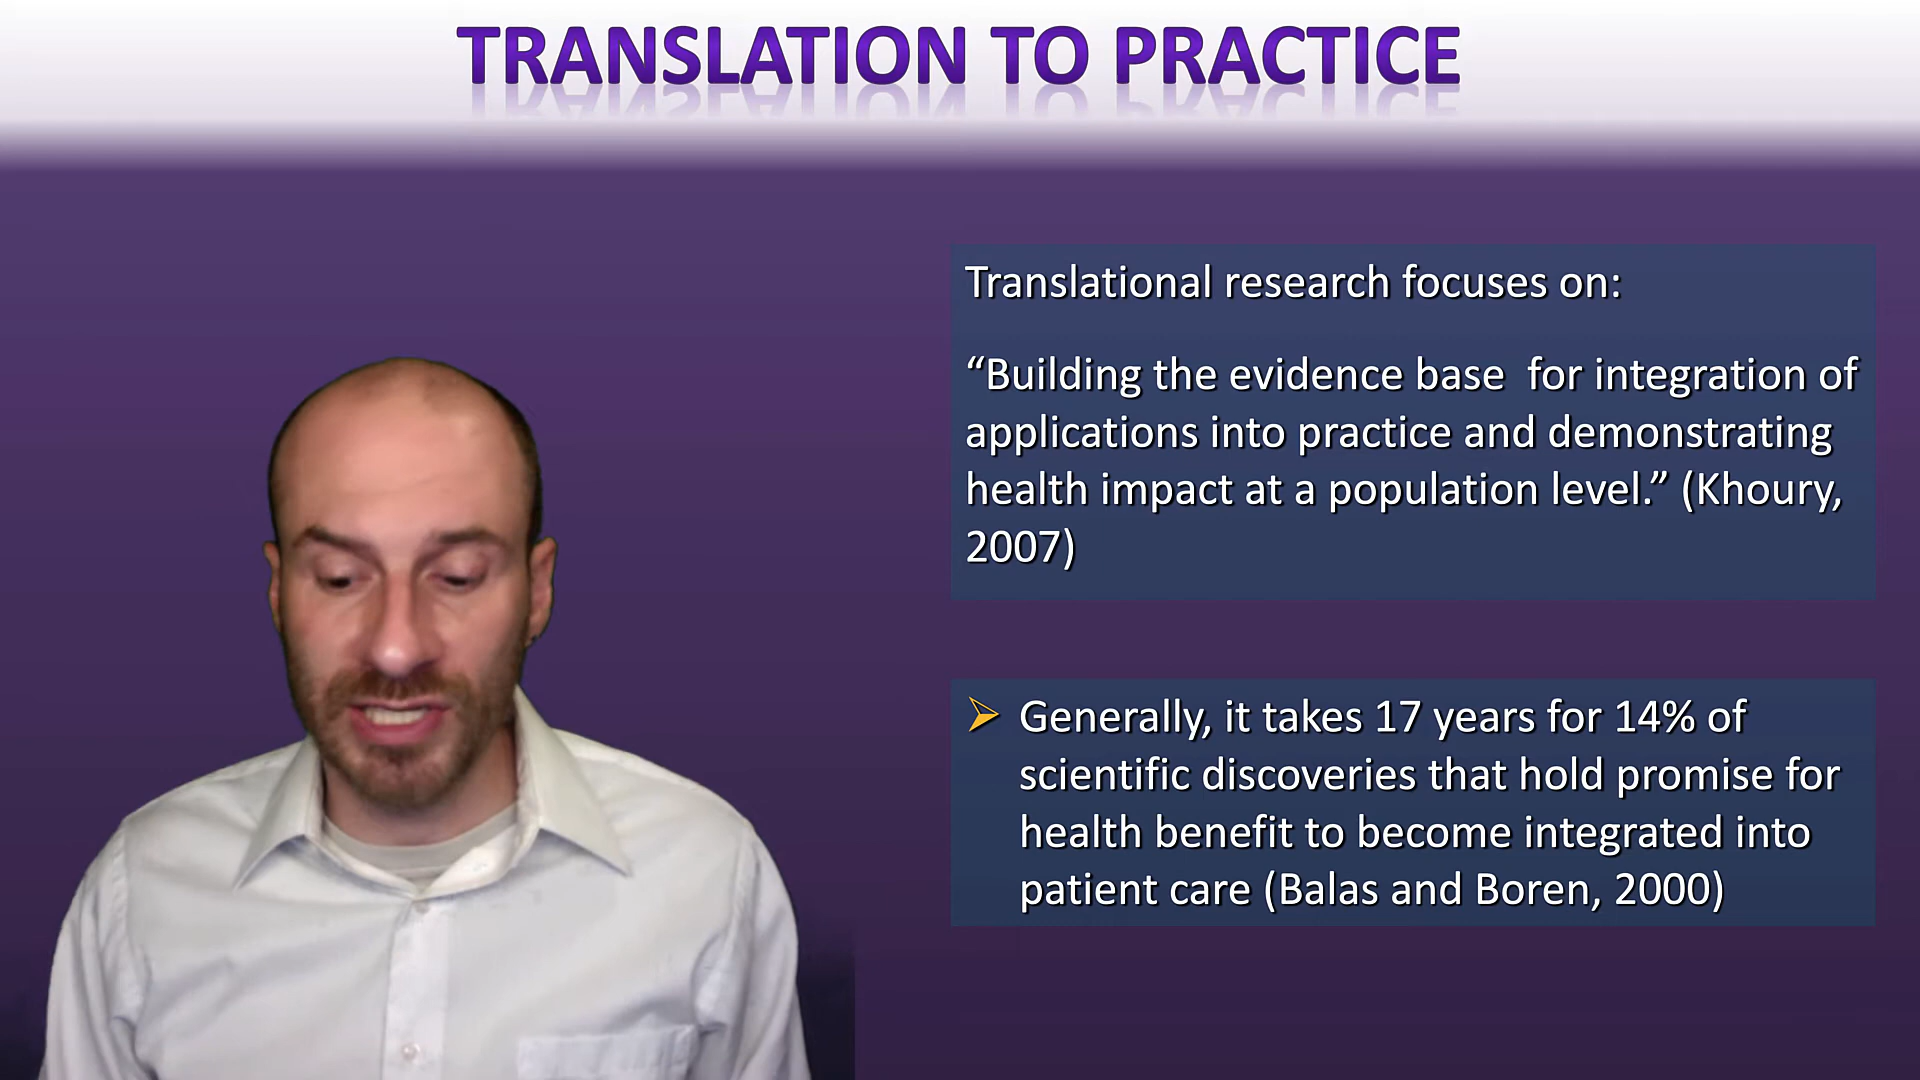 TRANSLATION TO PRACTICE
Translational research focuses on:
“Building the evidence base  for integration of
applications into practice and demonstrating
health impact at a population level.” (Khoury,
2007)
Generally, it takes 17 years for 14% of
scientific discoveries that hold promise for
health benefit to become integrated into
patient care (Balas and Boren, 2000)